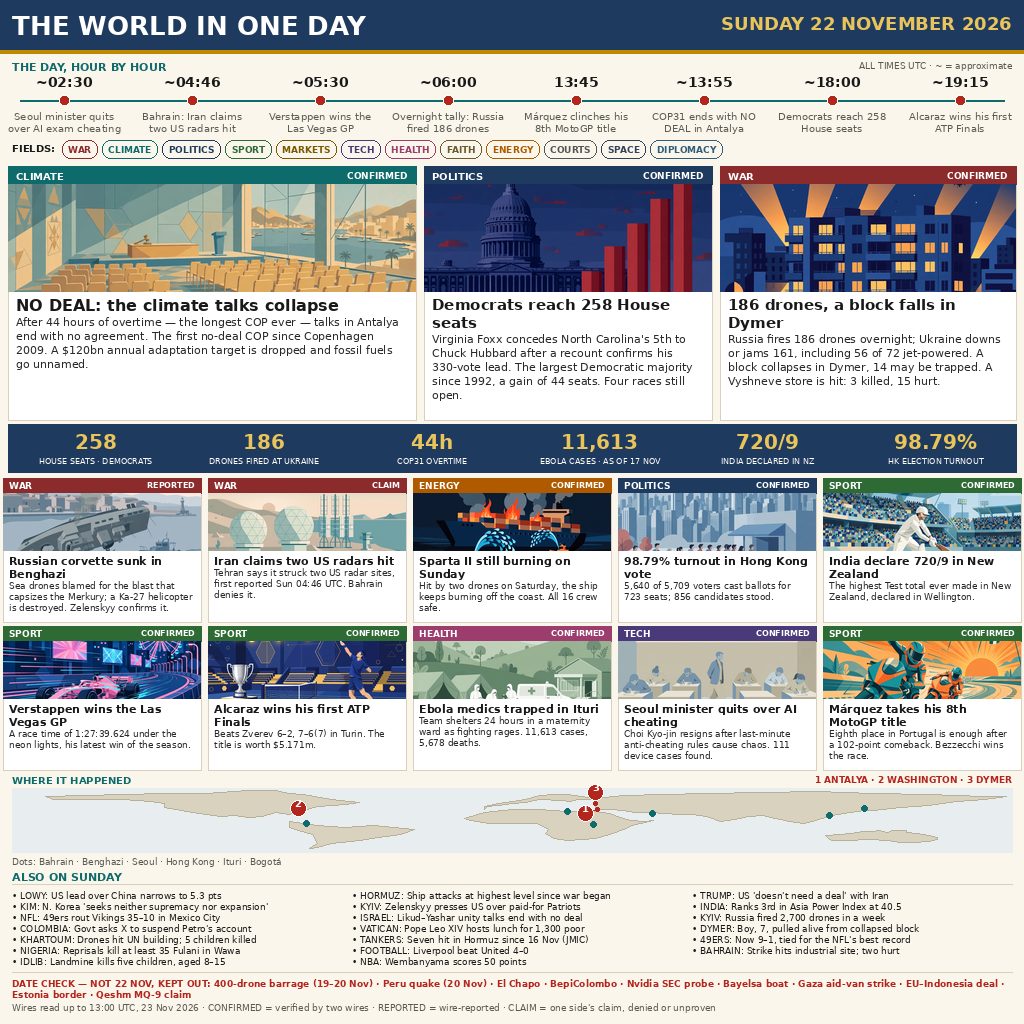 THE WORLD IN ONE DAY
SUNDAY 22 NOVEMBER 2026
THE DAY, HOUR BY HOUR
ALL TIMES UTC · ~ = approximate
~02:30
~04:46
~05:30
~06:00
13:45
~13:55
~18:00
~19:15
Seoul minister quits
over AI exam cheating
Bahrain: Iran claims
two US radars hit
Verstappen wins the
Las Vegas GP
Overnight tally: Russia
fired 186 drones
Márquez clinches his
8th MotoGP title
COP31 ends with NO
DEAL in Antalya
Democrats reach 258
House seats
Alcaraz wins his first
ATP Finals
FIELDS: WAR CLIMATE POLITICS SPORT MARKETS TECH HEALTH FAITH ENERGY COURTS SPACE DIPLOMACY
CLIMATE CONFIRMED
NO DEAL: the climate talks collapse
After 44 hours of overtime — the longest COP ever — talks in Antalya
end with no agreement. The first no-deal COP since Copenhagen
2009. A $120bn annual adaptation target is dropped and fossil fuels
go unnamed.
POLITICS CONFIRMED
Democrats reach 258 House
seats
Virginia Foxx concedes North Carolina's 5th to
Chuck Hubbard after a recount confirms his
330-vote lead. The largest Democratic majority
since 1992, a gain of 44 seats. Four races still
open.
WAR CONFIRMED
186 drones, a block falls in
Dymer
Russia fires 186 drones overnight; Ukraine downs
or jams 161, including 56 of 72 jet-powered. A
block collapses in Dymer, 14 may be trapped. A
Vyshneve store is hit: 3 killed, 15 hurt.
258
HOUSE SEATS · DEMOCRATS
186
DRONES FIRED AT UKRAINE
44h
COP31 OVERTIME
11,613
EBOLA CASES · AS OF 17 NOV
720/9
INDIA DECLARED IN NZ
98.79%
HK ELECTION TURNOUT
WAR REPORTED
Russian corvette sunk in
Benghazi
Sea drones blamed for the blast that
capsizes the Merkury; a Ka-27 helicopter
is destroyed. Zelenskyy confirms it.
WAR CLAIM
Iran claims two US radars hit
Tehran says it struck two US radar sites,
first reported Sun 04:46 UTC. Bahrain
denies it.
ENERGY CONFIRMED
Sparta II still burning on
Sunday
Hit by two drones on Saturday, the ship
keeps burning off the coast. All 16 crew
safe.
POLITICS CONFIRMED
98.79% turnout in Hong Kong
vote
5,640 of 5,709 voters cast ballots for
723 seats; 856 candidates stood.
SPORT CONFIRMED
India declare 720/9 in New
Zealand
The highest Test total ever made in New
Zealand, declared in Wellington.
SPORT CONFIRMED
Verstappen wins the Las
Vegas GP
A race time of 1:27:39.624 under the
neon lights, his latest win of the season.
SPORT CONFIRMED
Alcaraz wins his first ATP
Finals
Beats Zverev 6–2, 7–6(7) in Turin. The
title is worth $5.171m.
HEALTH CONFIRMED
Ebola medics trapped in Ituri
Team shelters 24 hours in a maternity
ward as fighting rages. 11,613 cases,
5,678 deaths.
TECH CONFIRMED
Seoul minister quits over AI
cheating
Choi Kyo-jin resigns after last-minute
anti-cheating rules cause chaos. 111
device cases found.
SPORT CONFIRMED
Márquez takes his 8th
MotoGP title
Eighth place in Portugal is enough after
a 102-point comeback. Bezzecchi wins
the race.
WHERE IT HAPPENED
1 ANTALYA · 2 WASHINGTON · 3 DYMER
2
3
1
Dots: Bahrain · Benghazi · Seoul · Hong Kong · Ituri · Bogotá
ALSO ON SUNDAY
• LOWY: US lead over China narrows to 5.3 pts
• KIM: N. Korea 'seeks neither supremacy nor expansion'
• NFL: 49ers rout Vikings 35–10 in Mexico City
• COLOMBIA: Govt asks X to suspend Petro's account
• KHARTOUM: Drones hit UN building; 5 children killed
• NIGERIA: Reprisals kill at least 35 Fulani in Wawa
• IDLIB: Landmine kills five children, aged 8–15
• HORMUZ: Ship attacks at highest level since war began
• KYIV: Zelenskyy presses US over paid-for Patriots
• ISRAEL: Likud–Yashar unity talks end with no deal
• VATICAN: Pope Leo XIV hosts lunch for 1,300 poor
• TANKERS: Seven hit in Hormuz since 16 Nov (JMIC)
• FOOTBALL: Liverpool beat United 4–0
• NBA: Wembanyama scores 50 points
• TRUMP: US 'doesn't need a deal' with Iran
• INDIA: Ranks 3rd in Asia Power Index at 40.5
• KYIV: Russia fired 2,700 drones in a week
• DYMER: Boy, 7, pulled alive from collapsed block
• 49ERS: Now 9–1, tied for the NFL's best record
• BAHRAIN: Strike hits industrial site; two hurt
DATE CHECK — NOT 22 NOV, KEPT OUT: 400-drone barrage (19–20 Nov) · Peru quake (20 Nov) · El Chapo · BepiColombo · Nvidia SEC probe · Bayelsa boat · Gaza aid-van strike · EU–Indonesia deal ·
Estonia border · Qeshm MQ-9 claim
Wires read up to 13:00 UTC, 23 Nov 2026 · CONFIRMED = verified by two wires · REPORTED = wire-reported · CLAIM = one side's claim, denied or unproven